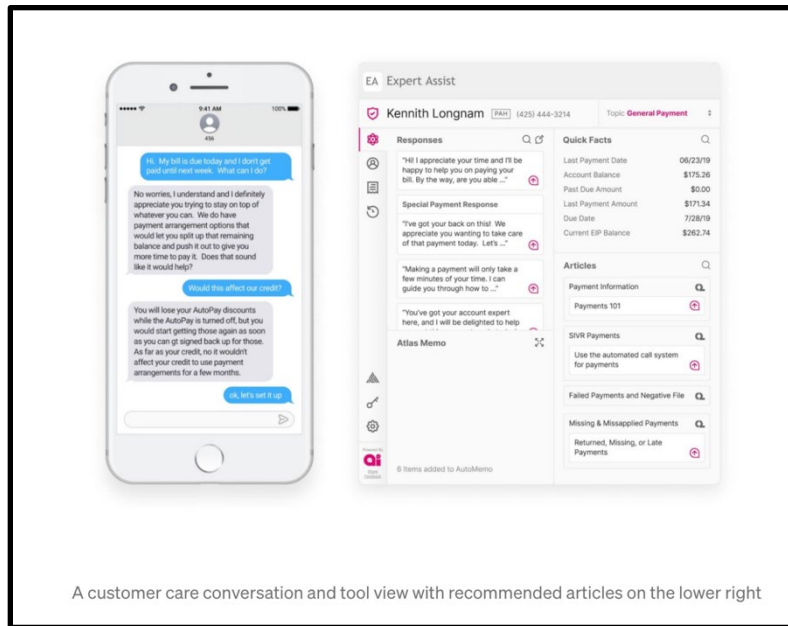 9:41 AM
100%
456
Hi. My bill is due today and I don't get
paid until next week. What can I do?
No worries, I understand and I definitely
appreciate you trying to stay on top of
whatever you can. We do have
payment arrangement options that
would let you split up that remaining
balance and push it out to give you
more time to pay it. Does that sound
like it would help?
Would this affect our credit?
You will lose your AutoPay discounts
while the AutoPay is turned off, but you
would start getting those again as soon
as you can gt signed back up for those.
As far as your credit, no it wouldn't
affect your credit to use payment
arrangements for a few months.
ok, let's set it up
EA Expert Assist
Kennith Longnam PAH (425) 444-3214
Topic General Payment
Responses
"Hi! I appreciate your time and I'll be
happy to help you on paying your
bill. By the way, are you able ..."
Special Payment Response
"I've got your back on this! We
appreciate you wanting to take care
of that payment today. Let's ..."
"Making a payment will only take a
few minutes of your time. I can
guide you through how to ..."
"You've got your account expert
here, and I will be delighted to help
Atlas Memo
6 Items added to AutoMemo
Powered by
ai
Quick Facts
Last Payment Date 06/23/19
Account Balance $175.26
Past Due Amount $0.00
Last Payment Amount $171.34
Due Date 7/28/19
Current EIP Balance $262.74
Articles
Payment Information
Payments 101
SIVR Payments
Use the automated call system
for payments
Failed Payments and Negative File
Missing & Missapplied Payments
Returned, Missing, or Late
Payments
A customer care conversation and tool view with recommended articles on the lower right